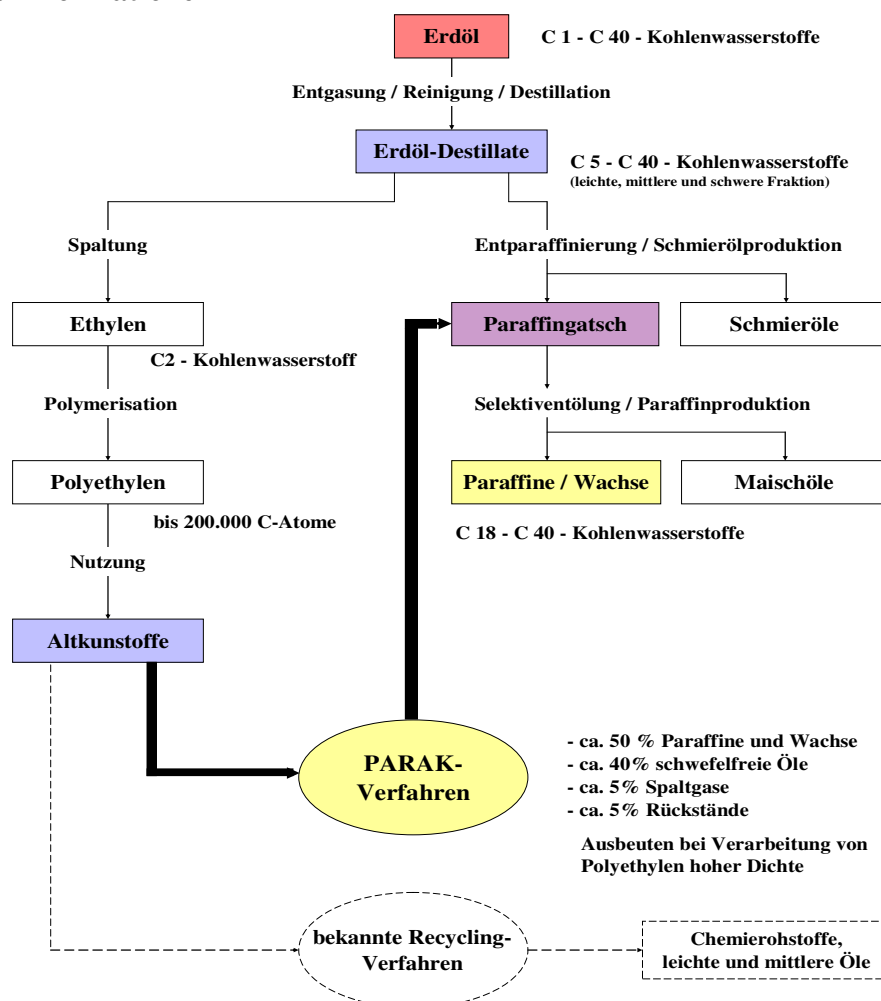 Erdöl
C 1 - C 40 - Kohlenwasserstoffe
Entgasung / Reinigung / Destillation
Erdöl-Destillate
C 5 - C 40 - Kohlenwasserstoffe
(leichte, mittlere und schwere Fraktion)
Spaltung
Entparaffinierung / Schmierölproduktion
Ethylen
Paraffingatsch
Schmieröle
C2 - Kohlenwasserstoff
Polymerisation
Selektiventölung / Paraffinproduktion
Polyethylen
Paraffine / Wachse
Maischöle
bis 200.000 C-Atome
C 18 - C 40 - Kohlenwasserstoffe
Nutzung
Altkunstoffe
PARAK-
Verfahren
- ca. 50 % Paraffine und Wachse
- ca. 40% schwefelfreie Öle
- ca. 5% Spaltgase
- ca. 5% Rückstände
Ausbeuten bei Verarbeitung von
Polyethylen hoher Dichte
bekannte Recycling-
Verfahren
Chemierohstoffe,
leichte und mittlere Öle